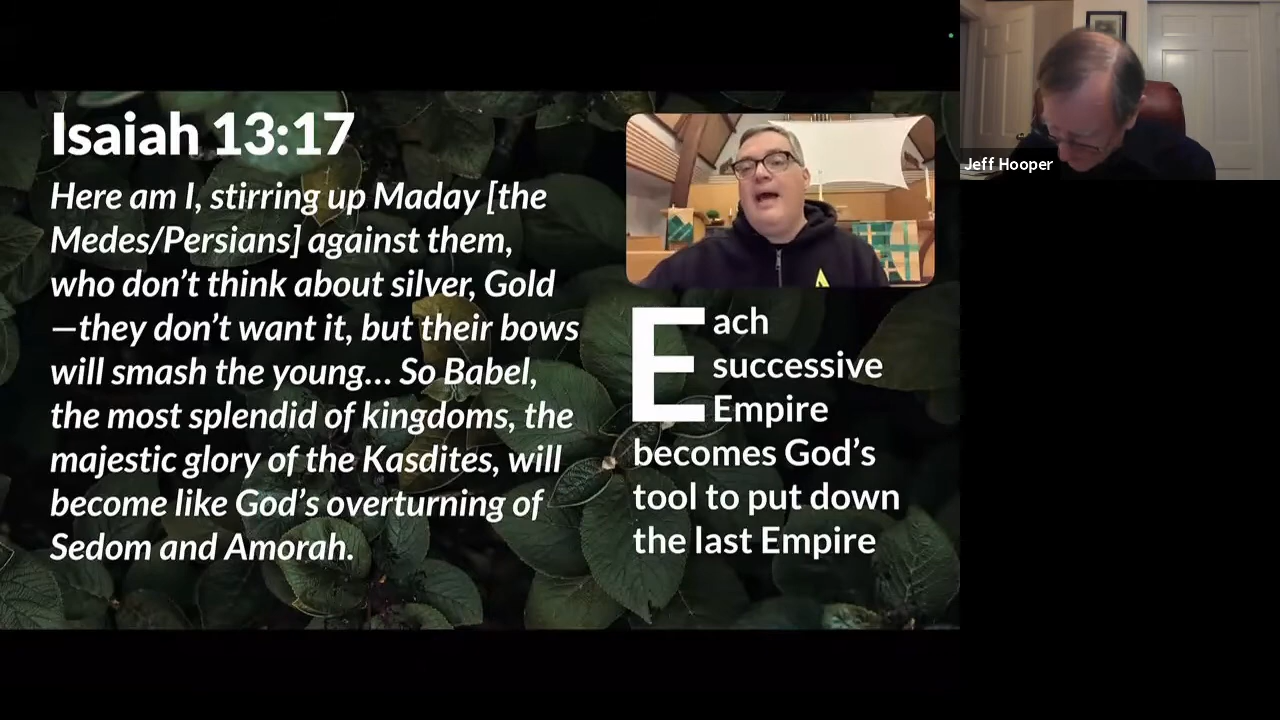 Isaiah 13:17
Here am I, stirring up Maday [the
Medes/Persians] against them,
who don’t think about silver, Gold
—they don’t want it, but their bows
will smash the young... So Babel,
the most splendid of kingdoms, the
majestic glory of the Kasdites, will
become like God’s overturning of
Sedom and Amorah.
Each
successive
Empire
becomes God’s
tool to put down
the last Empire
Jeff Hooper